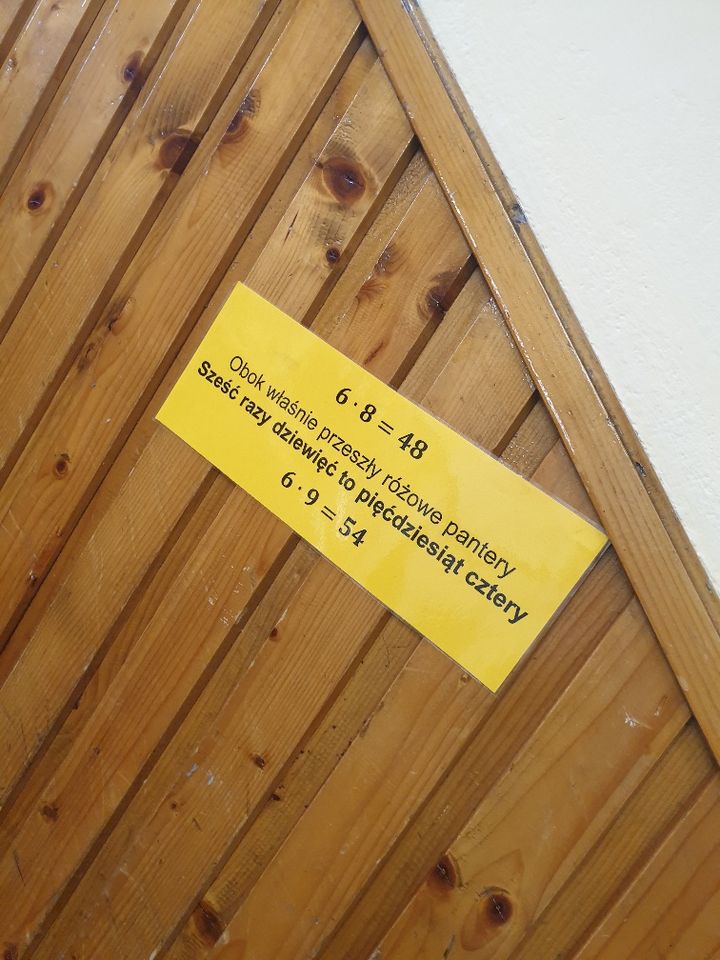 6 · 8 = 48
Obok właśnie przeszły różowe pantery
Sześć razy dziewięć to pięćdziesiąt cztery
6 · 9 = 54